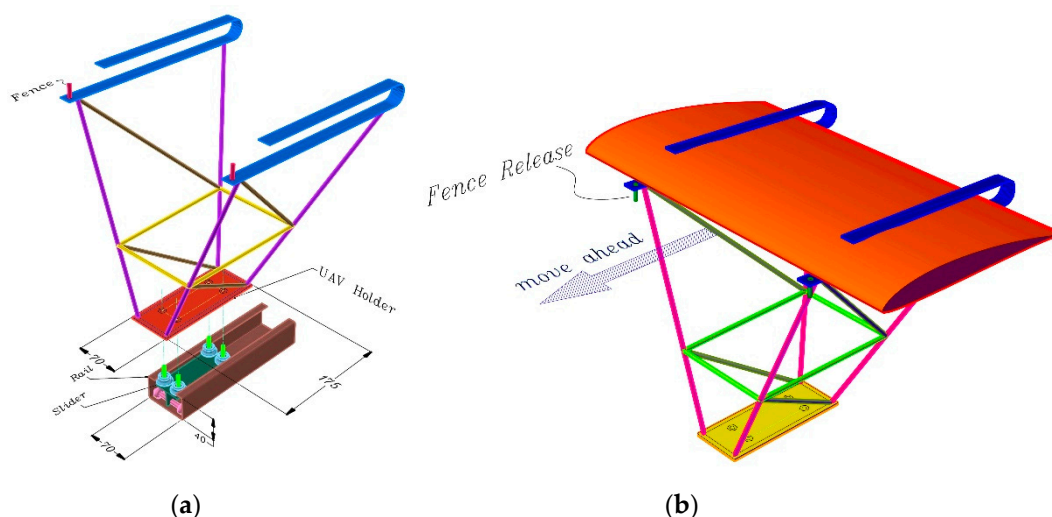 Fence
UAV Holder
70
Rail
Slider
70
40
175
(a)
Fence Release
move ahead
(b)